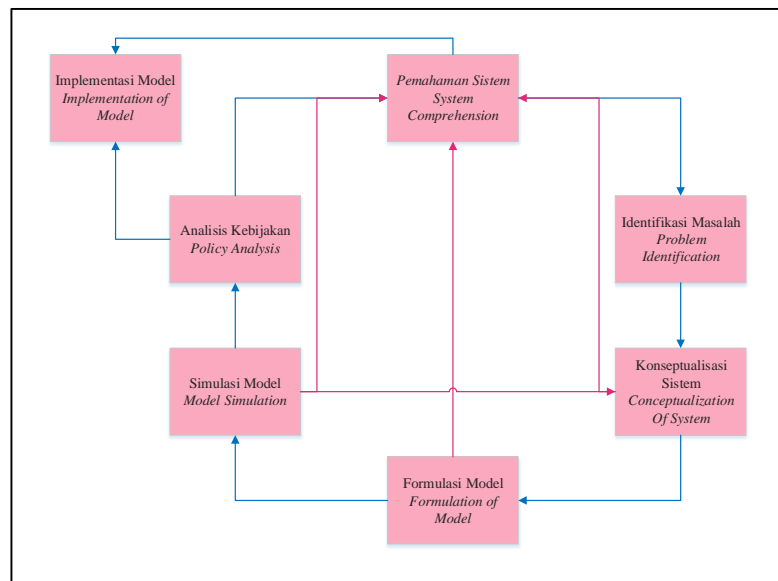 Implementasi Model
Implementation of
Model
Pemahaman Sistem
System
Comprehension
Analisis Kebijakan
Policy Analysis
Identifikasi Masalah
Problem
Identification
Simulasi Model
Model Simulation
Konseptualisasi
Sistem
Conceptualization
Of System
Formulasi Model
Formulation of
Model